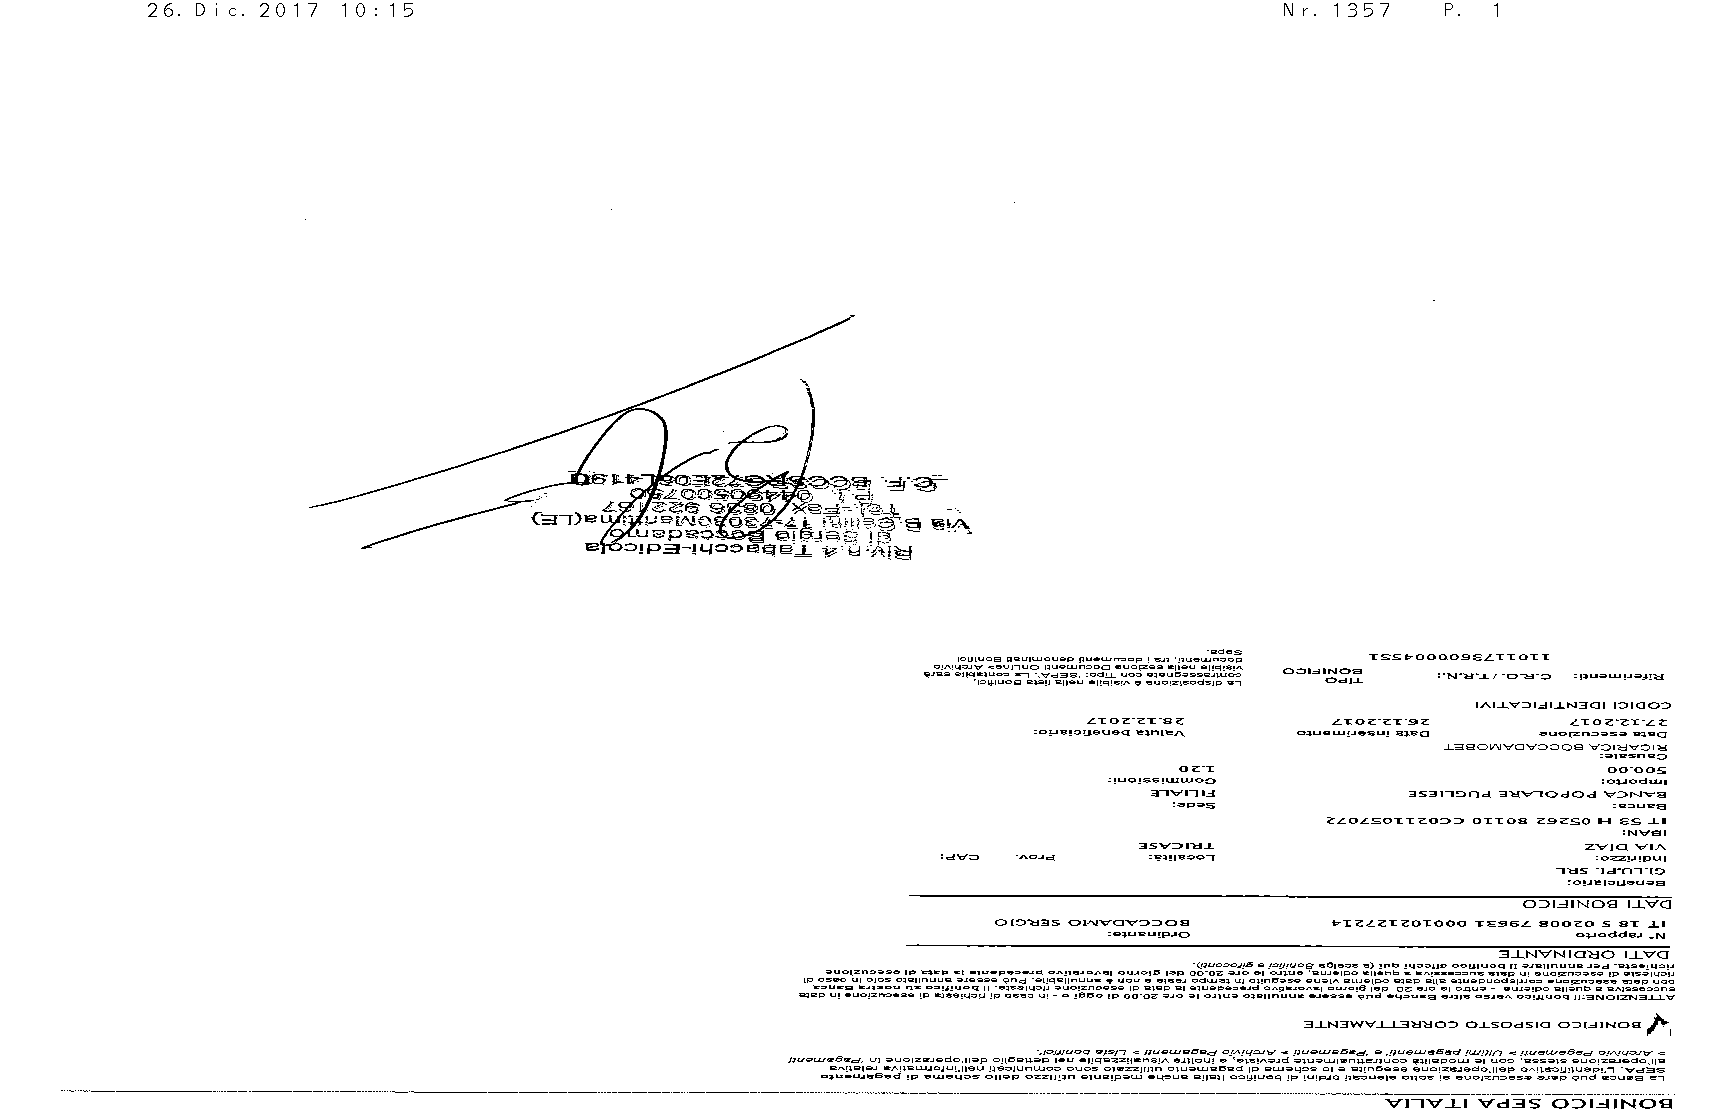 26.Dic.2017 10:15
Nr.1357 P. 1
BONIFICO SEPA ITALIA
La Banca può dare esecuzione ai sotto elencati ordini di bonifico Italia anche mediante utilizzo dello schema di pagamento
SEPA. L'identificativo dell'operazione eseguita e lo schema di pagamento utilizzato sono comunicati nell'informativa relativa
all'operazione stessa, con le modalità contrattualmente previste, e inoltre visualizzabile nel dettaglio dell'operazione in 'Pagamenti
> Archivio Pagamenti > Ultimi pagamenti' e 'Pagamenti > Archivio Pagamenti > Lista bonifici'.
BONIFICO DISPOSTO CORRETTAMENTE
ATTENZIONE:Il bonifico verso altre Banche può essere annullato entro le ore 20.00 di oggi o - in caso di richiesta di esecuzione in data
successiva a quella odierna - entro le ore 20 del giorno lavorativo precedente la data di esecuzione richiesta. Il bonifico su nostra Banca
con data esecuzione corrispondente alla data odierna viene eseguito in tempo reale e non è annullabile. Può essere annullato solo in caso di
richiesta di esecuzione in data successiva a quella odierna, entro le ore 20.00 del giorno lavorativo precedente la data di esecuzione
richiesta. Per annullare il bonifico clicchi qui (a scelga Bonifici e giroconti).
DATI ORDINANTE
N° rapporto Ordinante:
IT 18 S 02008 79631 000102127214 BOCCADAMO SERGIO
DATI BONIFICO
Beneficiario:
GI.LU.PI. SRL
Indirizzo: Località: Prov. CAP:
VIA DIAZ TRICASE
IBAN:
IT 53 H 05262 80110 CC0211057072
Banca: Sede:
BANCA POPOLARE PUGLIESE FILIALE
Importo: Commissioni:
500.00 1.20
Causale:
RICARICA BOCCADAMOBET
Data esecuzione Data inserimento Valuta beneficiario:
27.12.2017 26.12.2017 28.12.2017
CODICI IDENTIFICATIVI
Riferimenti: C.R.O./T.R.N.: TIPO
1101173600004551 BONIFICO
La disposizione è visibile nella lista Bonifici,
contrassegnata con Tipo: 'SEPA'. La contabile sarà
visibile nella sezione Documenti OnLine> Archivio
documenti, tra i documenti denominati Bonifici
Sepa.
Riv.n.4 Tabacchi-Edicola
di Sergio Boccadamo
Via B.Cellini 17-73030Marittima(LE)
Tel.-Fax 0836 922187
P.I. 04490500750
C.F. BCCSRG72E08L419D